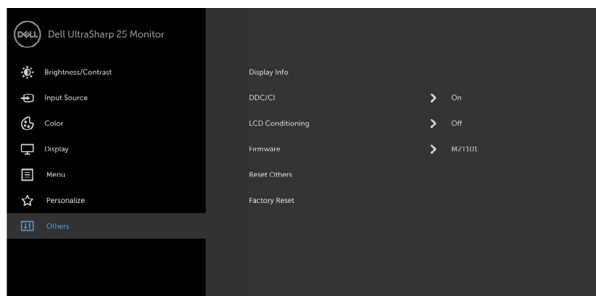 DELL Dell UltraSharp 25 Monitor
Brightness/Contrast
Input Source
Color
Display
Menu
Personalize
Others
Display Info
DDC/CI On
LCD Conditioning Off
Firmware M2T101
Reset Others
Factory Reset